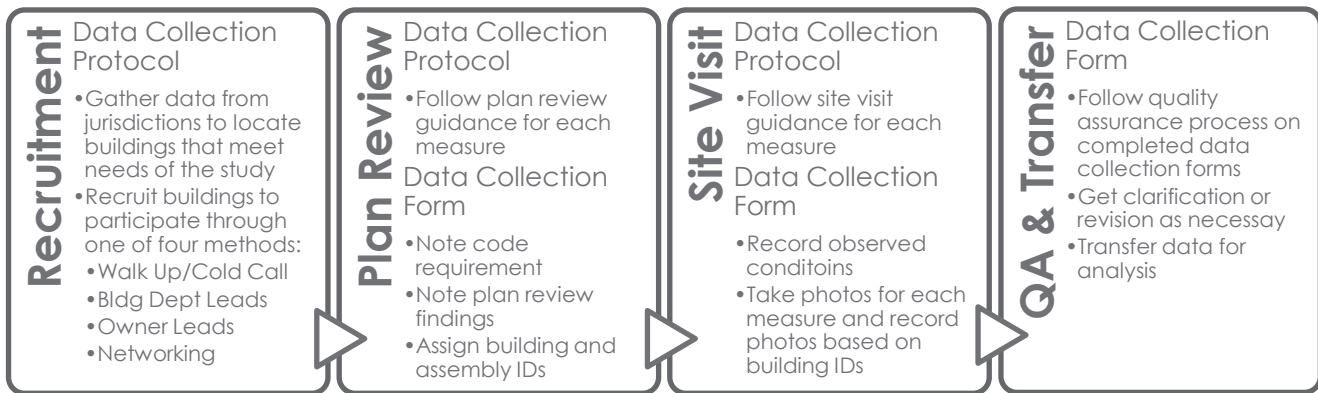 Recruitment
Data Collection
Protocol
•Gather data from
jurisdictions to locate
buildings that meet
needs of the study
•Recruit buildings to
participate through
one of four methods:
•Walk Up/Cold Call
•Bldg Dept Leads
•Owner Leads
•Networking
Plan Review
Data Collection
Protocol
•Follow plan review
guidance for each
measure
Data Collection
Form
•Note code
requirement
•Note plan review
findings
•Assign building and
assembly IDs
Site Visit
Data Collection
Protocol
•Follow site visit
guidance for each
measure
Data Collection
Form
•Record observed
conditoins
•Take photos for each
measure and record
photos based on
building IDs
QA & Transfer
Data Collection
Form
•Follow quality
assurance process on
completed data
collection forms
•Get clarification or
revision as necessay
•Transfer data for
analysis